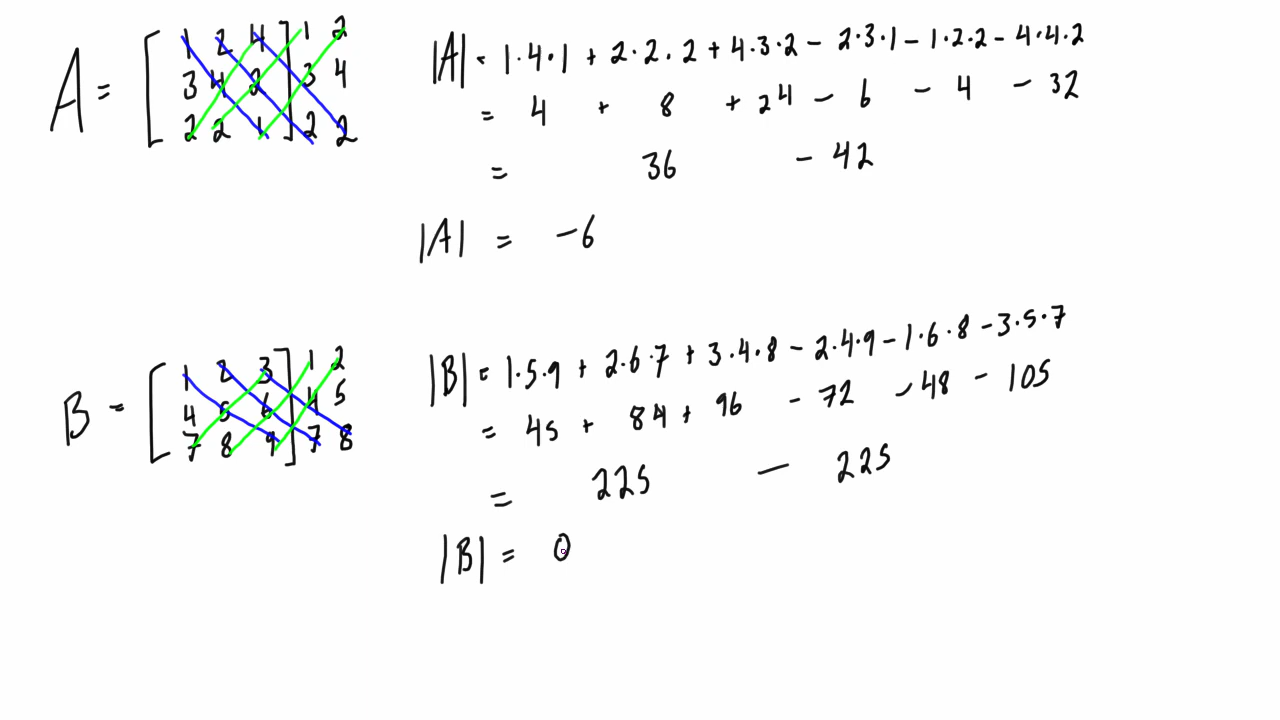 A = [ 1 2 4 ] 1 2
3 4 2 3 4
2 2 1 2 2
|A| = 1·4·1 + 2·2·2 + 4·3·2 - 2·3·1 - 1·2·2 - 4·4·2
= 4 + 8 + 24 - 6 - 4 - 32
= 36 - 42
|A| = -6
B = [ 1 2 3 ] 1 2
4 5 6 4 5
7 8 9 7 8
|B| = 1·5·9 + 2·6·7 + 3·4·8 - 2·4·9 - 1·6·8 - 3·5·7
= 45 + 84 + 96 - 72 - 48 - 105
= 225 - 225
|B| = 0